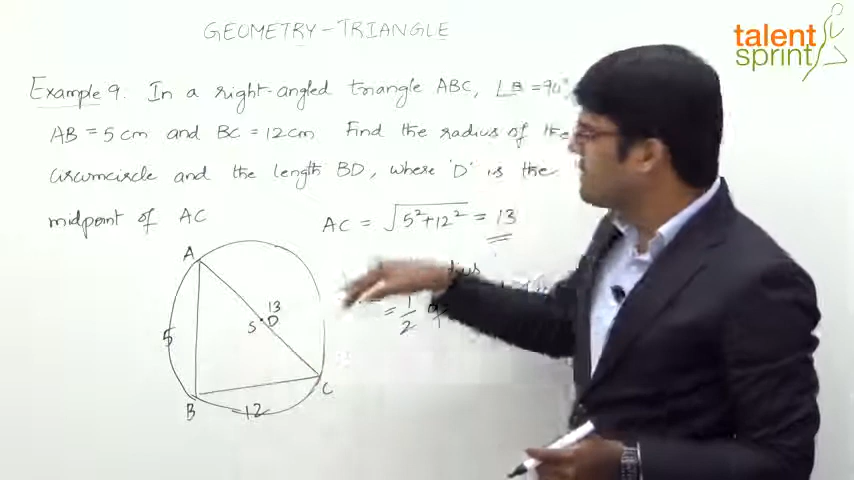 GEOMETRY-TRIANGLE
talent
sprint
Example 9. In a right-angled triangle ABC, ∠B = 90°
AB = 5 cm and BC = 12 cm Find the radius of the
circumcircle and the length BD, where 'D' is the
midpoint of AC
AC = √5²+12² = 13
A
13
S D
5
= 1/2
C
B
12